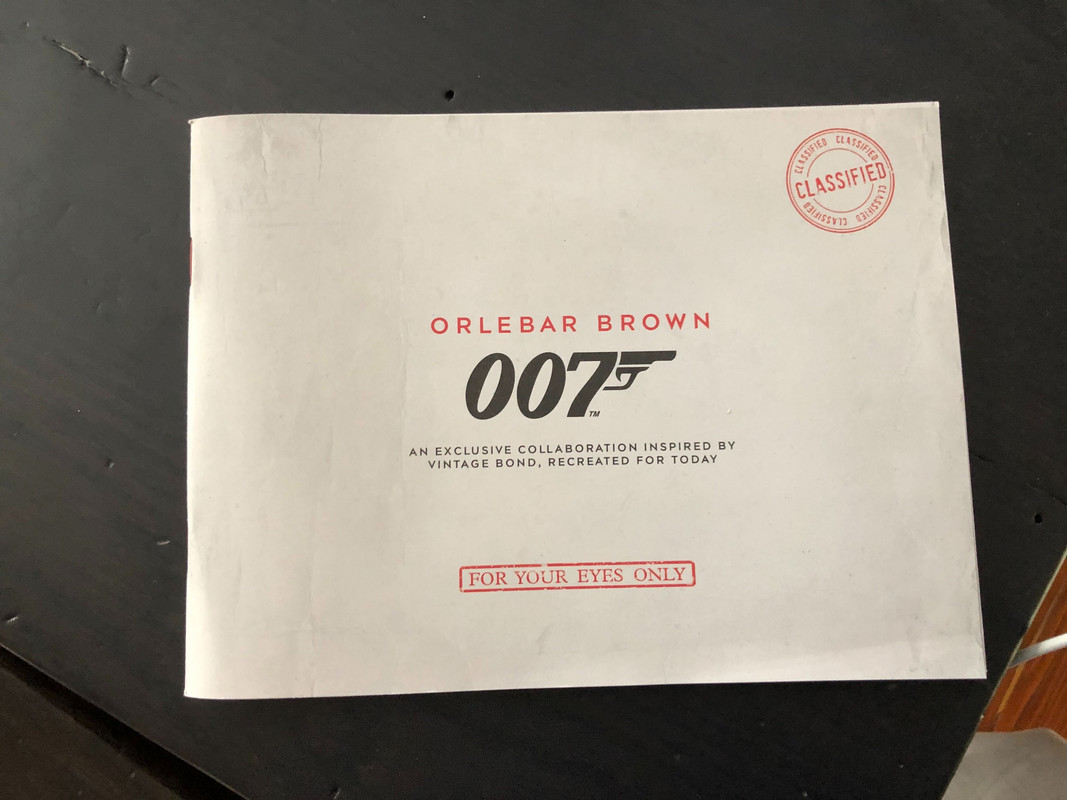 CLASSIFIED CLASSIFIED
CLASSIFIED
CLASSIFIED CLASSIFIED CLASSIFIED
ORLEBAR BROWN
007 TM
AN EXCLUSIVE COLLABORATION INSPIRED BY
VINTAGE BOND, RECREATED FOR TODAY
FOR YOUR EYES ONLY